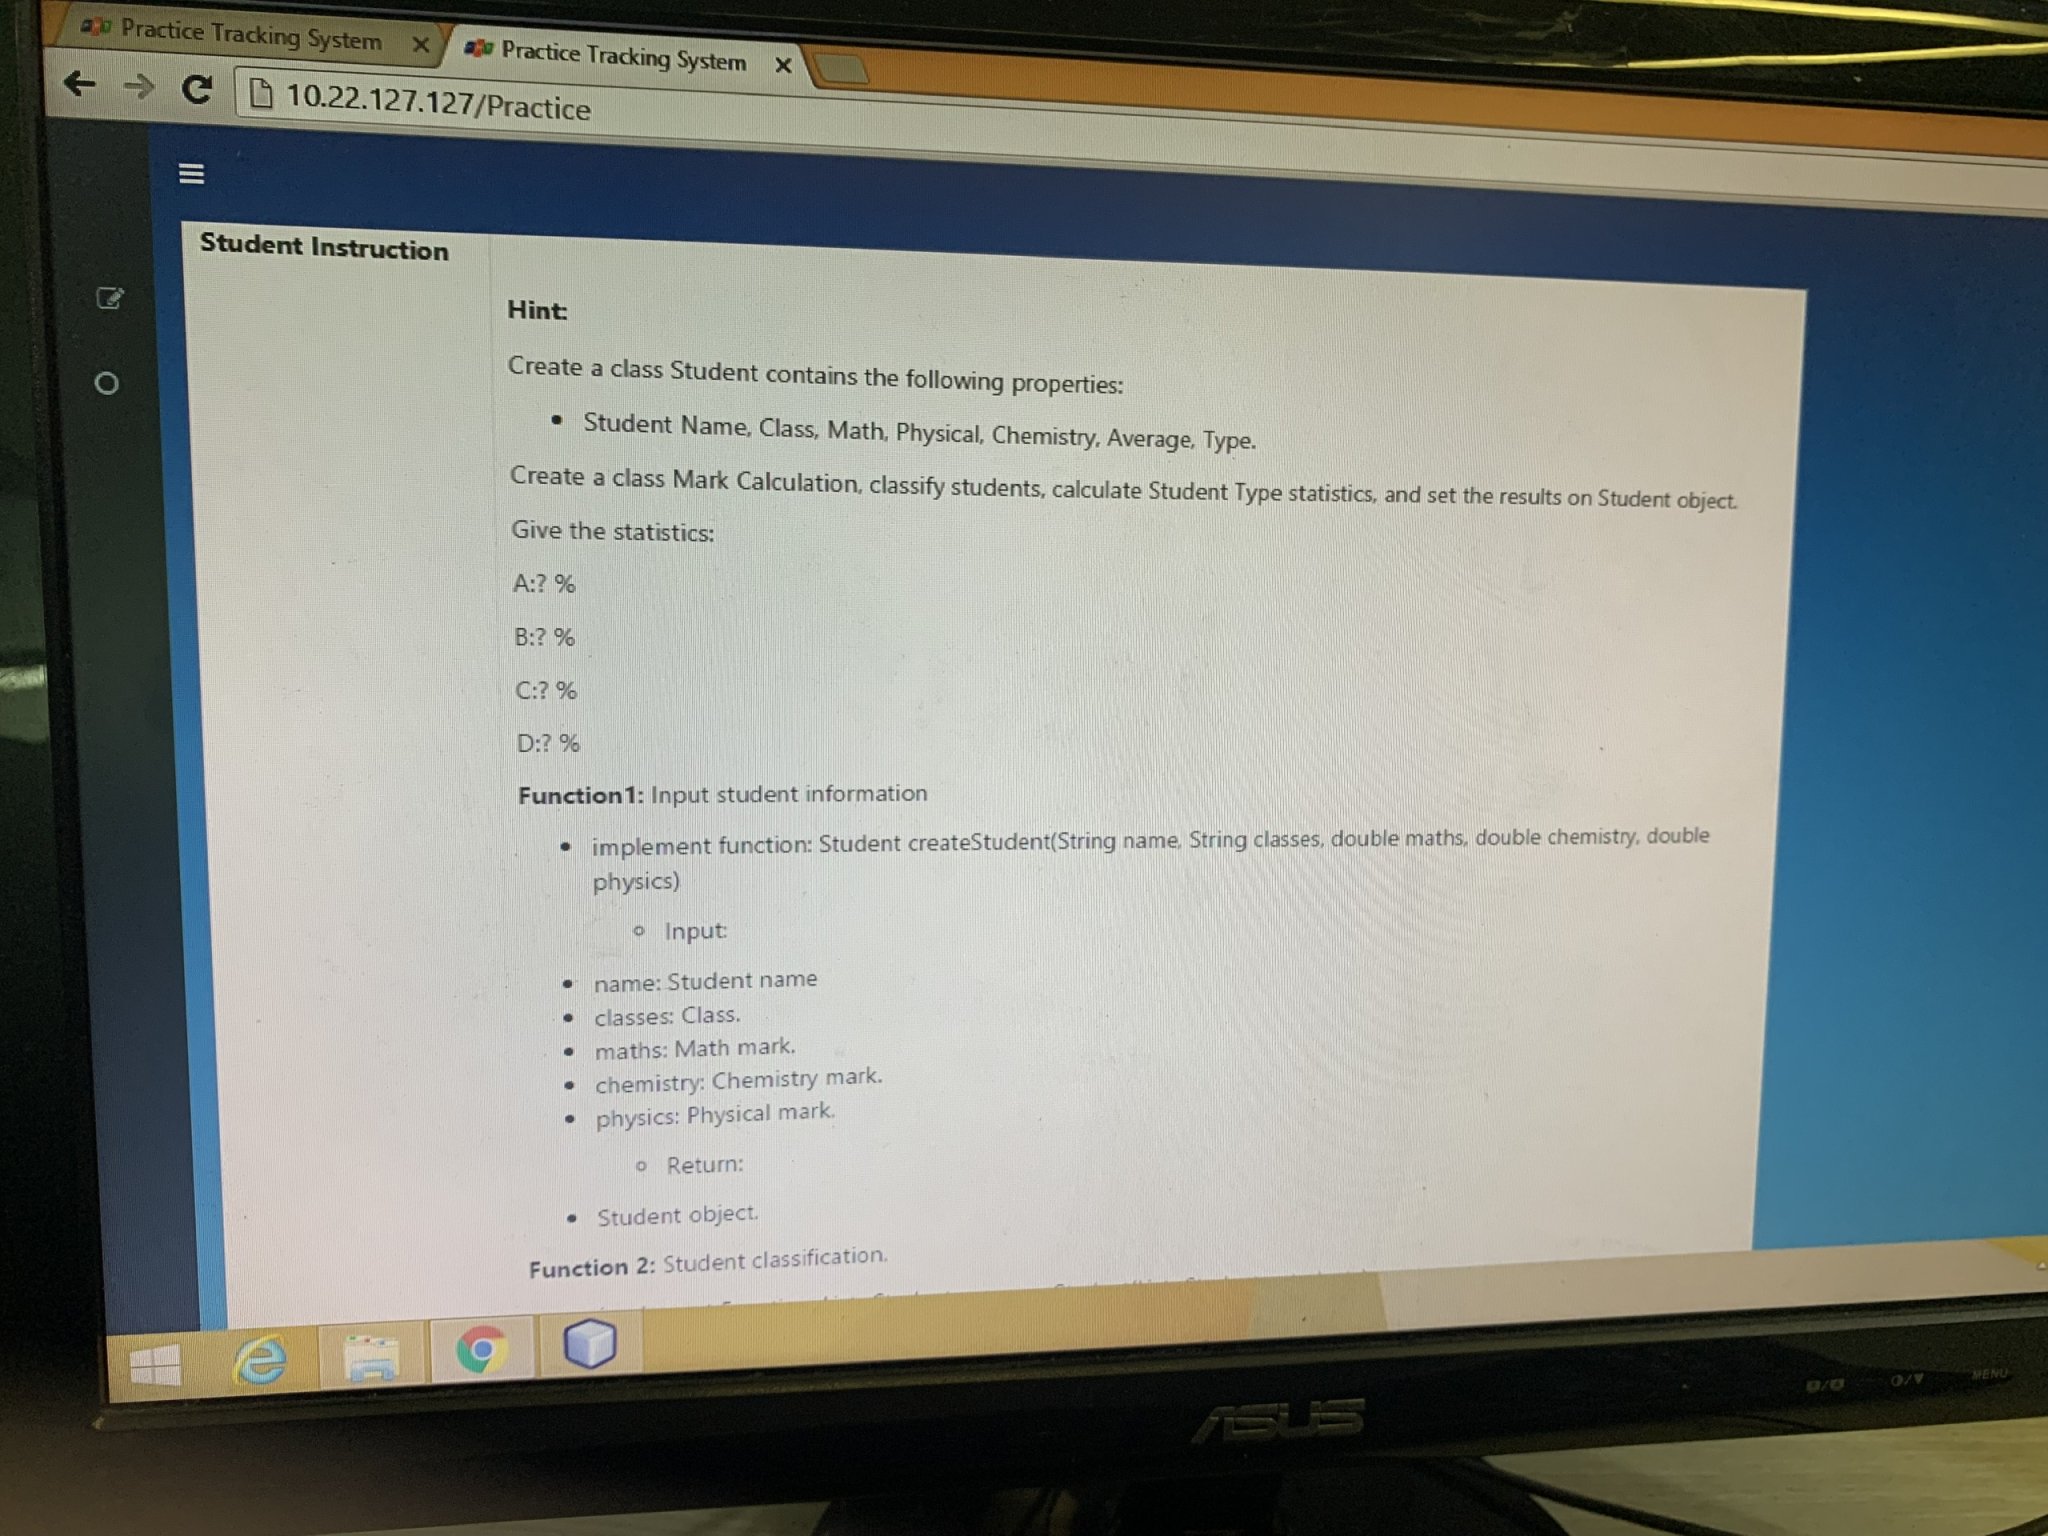 Practice Tracking System
Practice Tracking System
10.22.127.127/Practice
Student Instruction
Hint:
Create a class Student contains the following properties:
• Student Name, Class, Math, Physical, Chemistry, Average, Type.
Create a class Mark Calculation, classify students, calculate Student Type statistics, and set the results on Student object.
Give the statistics:
A:? %
B:? %
C:? %
D:? %
Function1: Input student information
• implement function: Student createStudent(String name, String classes, double maths, double chemistry, double
physics)
○ Input:
• name: Student name
• classes: Class.
• maths: Math mark.
• chemistry: Chemistry mark.
• physics: Physical mark.
○ Return:
• Student object.
Function 2: Student classification.
ASUS
MENU